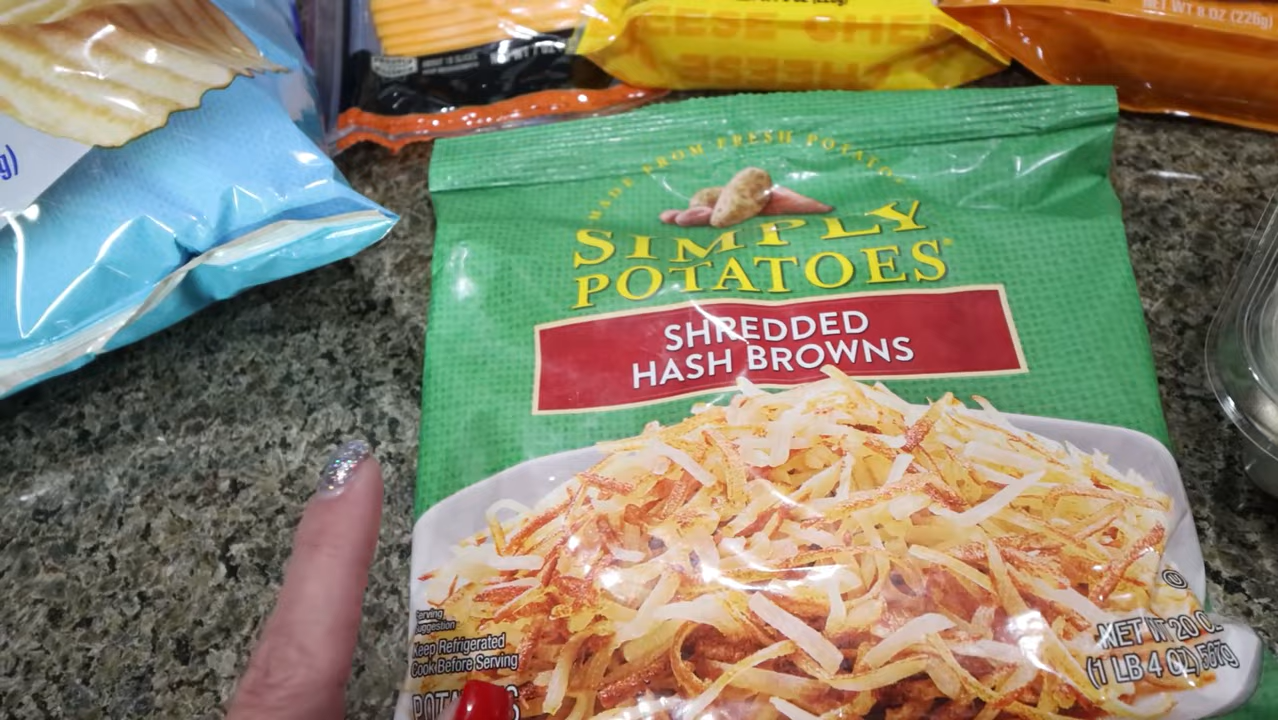 NET WT 8 OZ (226g)
g)
MADE FROM FRESH POTATOES
SIMPLY
POTATOES
SHREDDED
HASH BROWNS
Serving
Suggestion
Keep Refrigerated
Cook Before Serving
NET WT 20 OZ
(1 LB 4 OZ) 567g